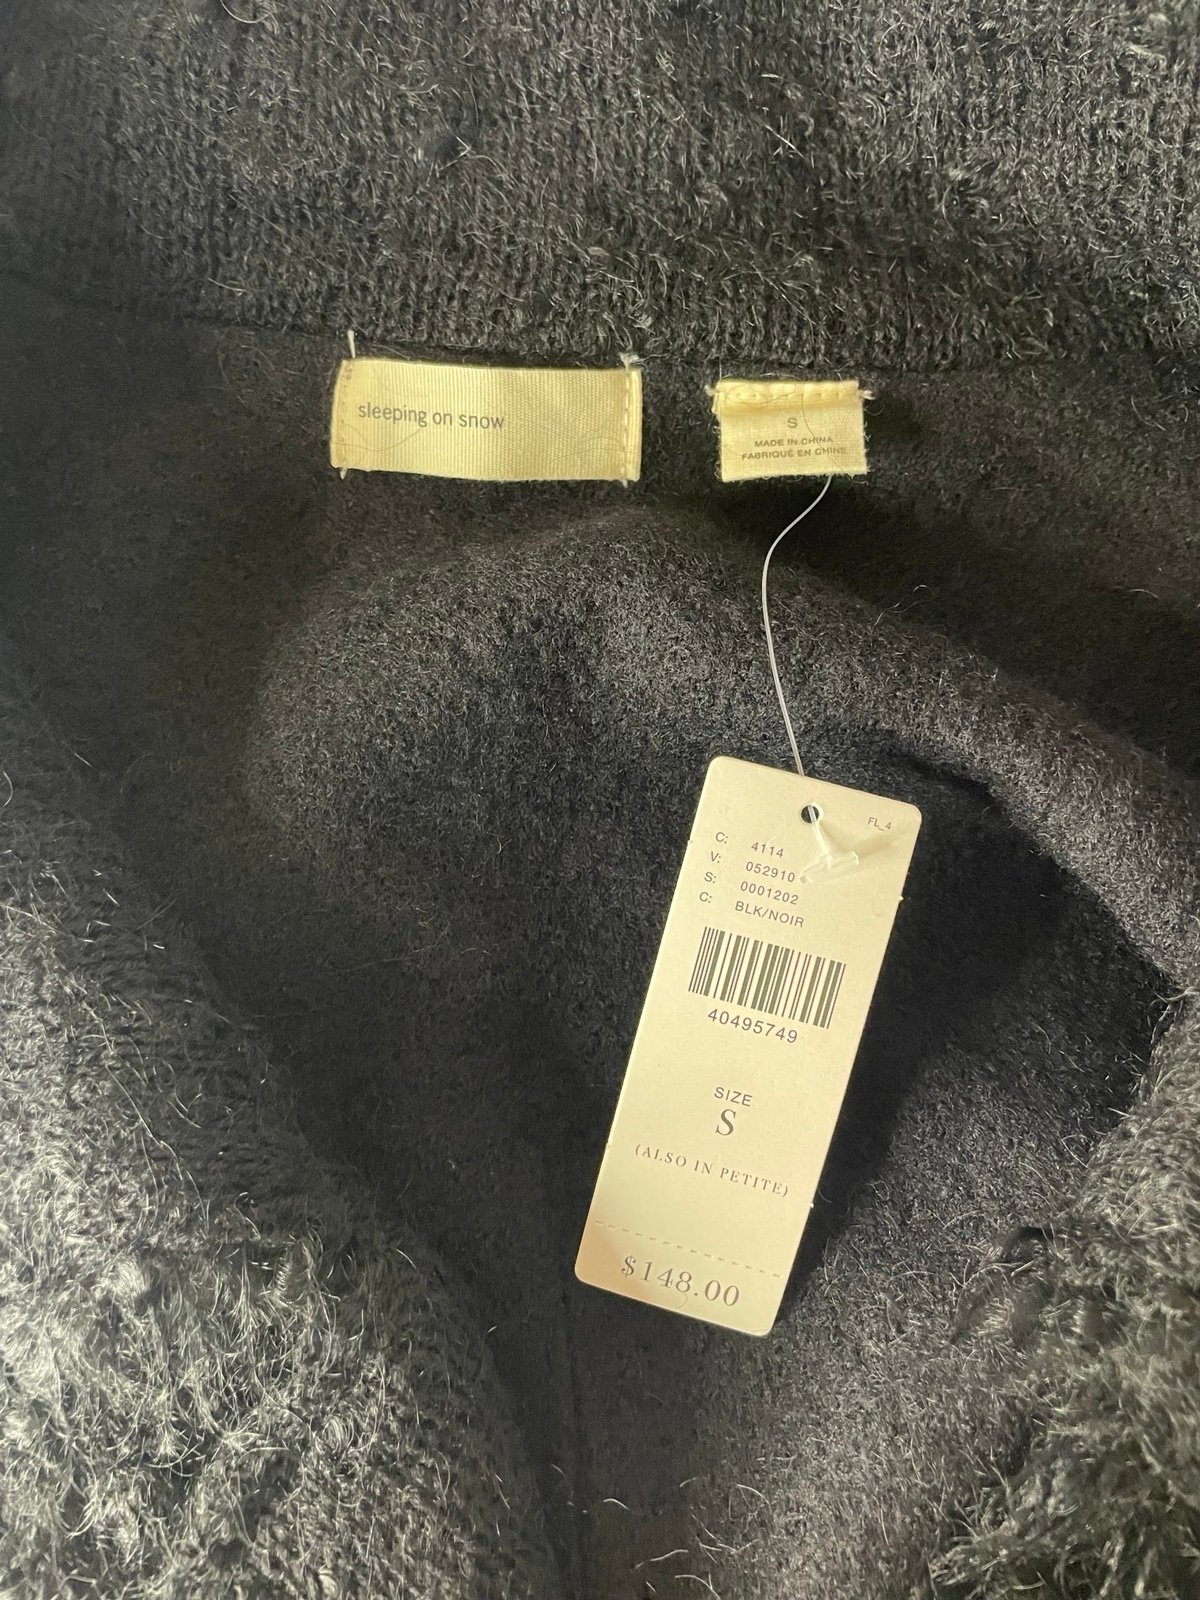 sleeping on snow
S
MADE IN CHINA
FABRIQUÉ EN CHINE
FL_4
C: 4114
V: 052910
S: 0001202
C: BLK/NOIR
40495749
SIZE
S
(ALSO IN PETITE)
$148.00